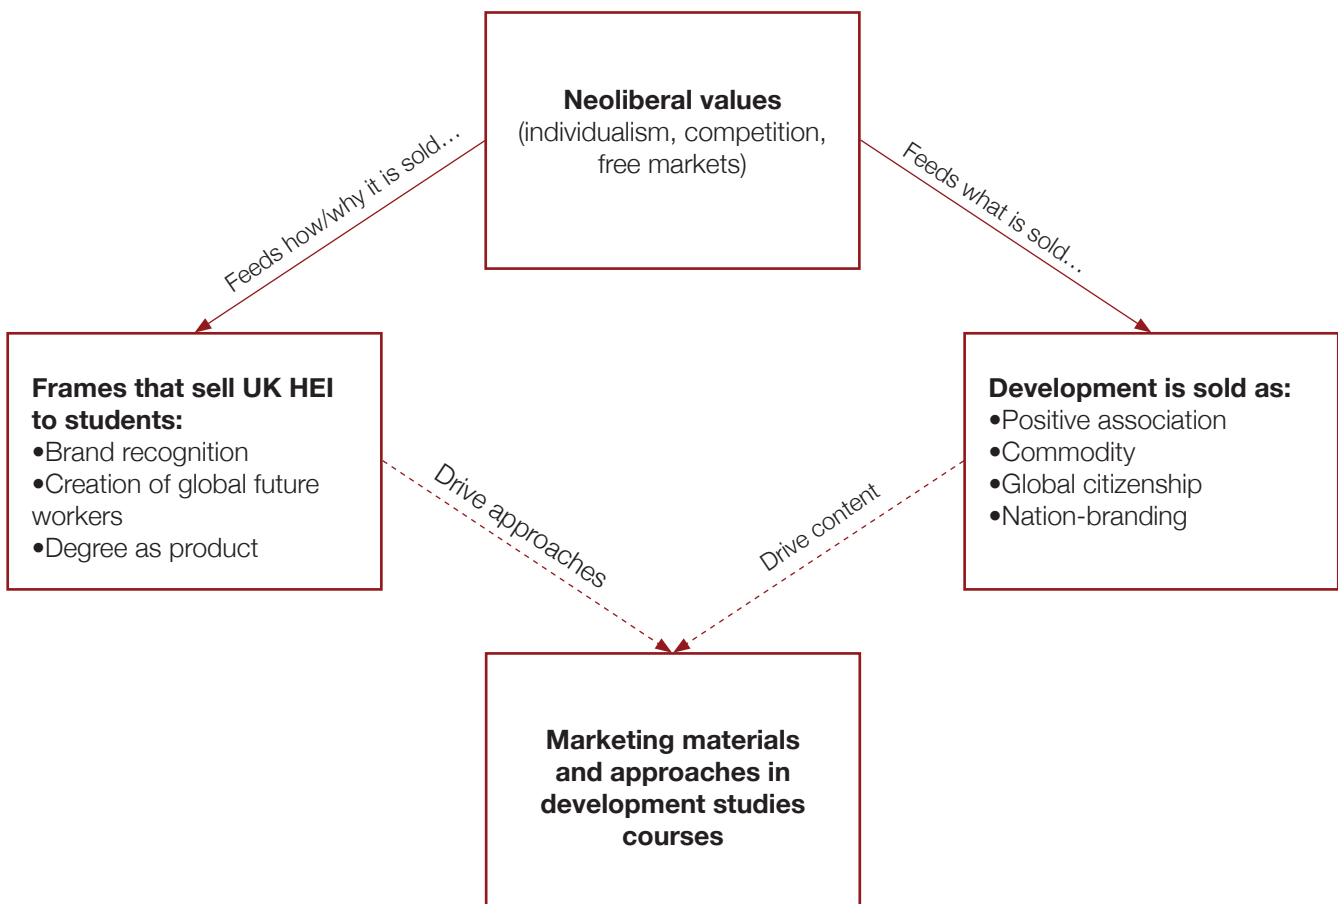 Neoliberal values
(individualism, competition,
free markets)
Feeds how/why it is sold...
Feeds what is sold...
Frames that sell UK HEI
to students:
•Brand recognition
•Creation of global future
workers
•Degree as product
Development is sold as:
•Positive association
•Commodity
•Global citizenship
•Nation-branding
Drive approaches
Drive content
Marketing materials
and approaches in
development studies
courses